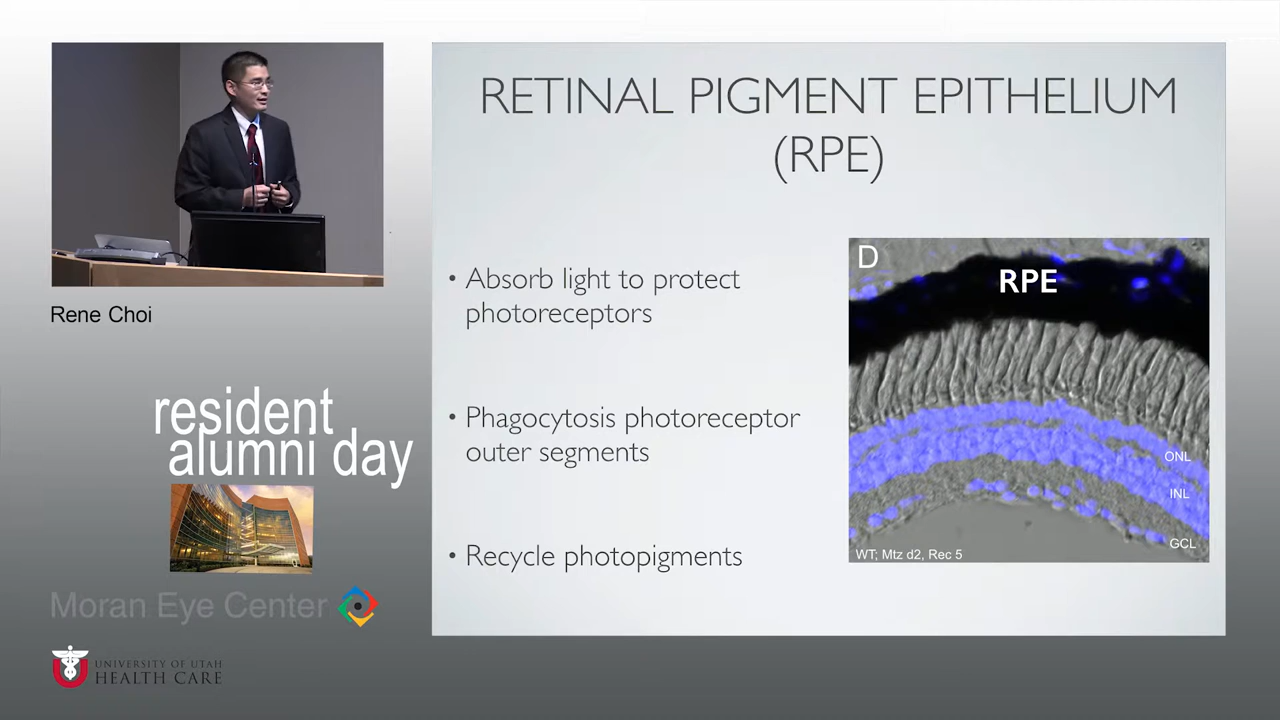 RETINAL PIGMENT EPITHELIUM
(RPE)
• Absorb light to protect
photoreceptors
• Phagocytosis photoreceptor
outer segments
• Recycle photopigments
D
RPE
ONL
INL
GCL
WT; Mtz d2, Rec 5
Rene Choi
resident
alumni day
Moran Eye Center
UNIVERSITY OF UTAH
HEALTH CARE